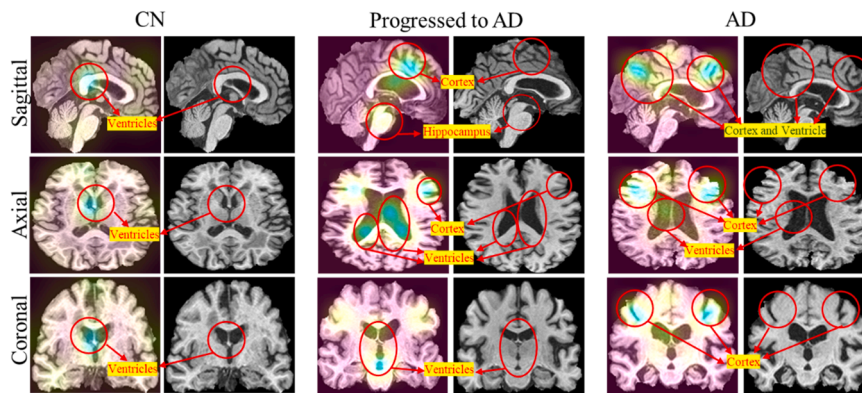 CN Progressed to AD AD
Sagittal
Ventricles
Cortex
Hippocampus
Cortex and Ventricle
Axial
Ventricles
Cortex
Ventricles
Cortex
Ventricles
Coronal
Ventricles
Ventricles
Cortex